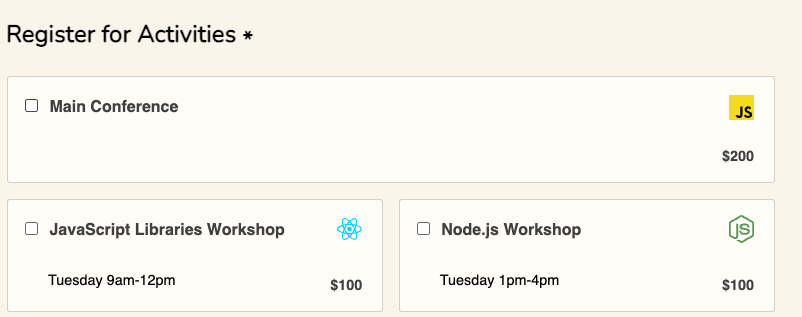 Register for Activities *
Main Conference
JS
$200
JavaScript Libraries Workshop
Tuesday 9am-12pm
$100
Node.js Workshop
JS
Tuesday 1pm-4pm
$100